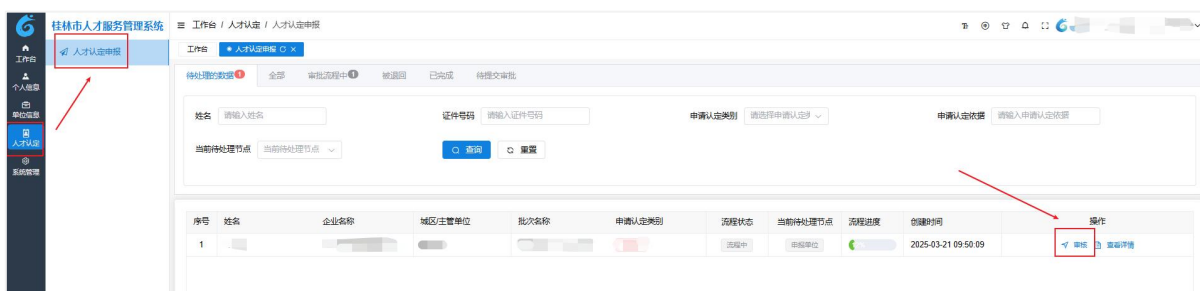 桂林市人才服务管理系统
工作台 / 人才认定 / 人才认定申报
工作台
个人信息
单位信息
人才认定
系统管理
人才认定申报
工作台 人才认定申报
待处理的数据 1 全部 审批流程中 1 被退回 已完成 待提交审批
姓名 请输入姓名 证件号码 请输入证件号码 申请认定类别 请选择申请认定 申请认定依据 请输入申请认定依据
当前待处理节点 当前待处理节点 查询 重置
序号 姓名 企业名称 城区/主管单位 批次名称 申请认定类别 流程状态 当前待处理节点 流程进度 创建时间 操作
1 流程中 申报单位 2025-03-21 09:50:09 审核 查看详情